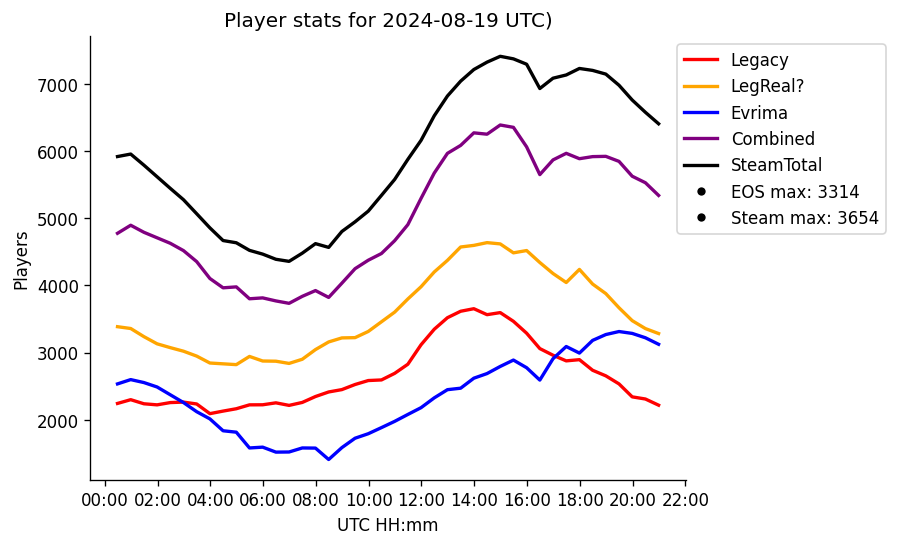 Player stats for 2024-08-19 UTC)
Legacy
LegReal?
Evrima
Combined
SteamTotal
EOS max: 3314
Steam max: 3654
Players
7000
6000
5000
4000
3000
2000
00:00 02:00 04:00 06:00 08:00 10:00 12:00 14:00 16:00 18:00 20:00 22:00
UTC HH:mm